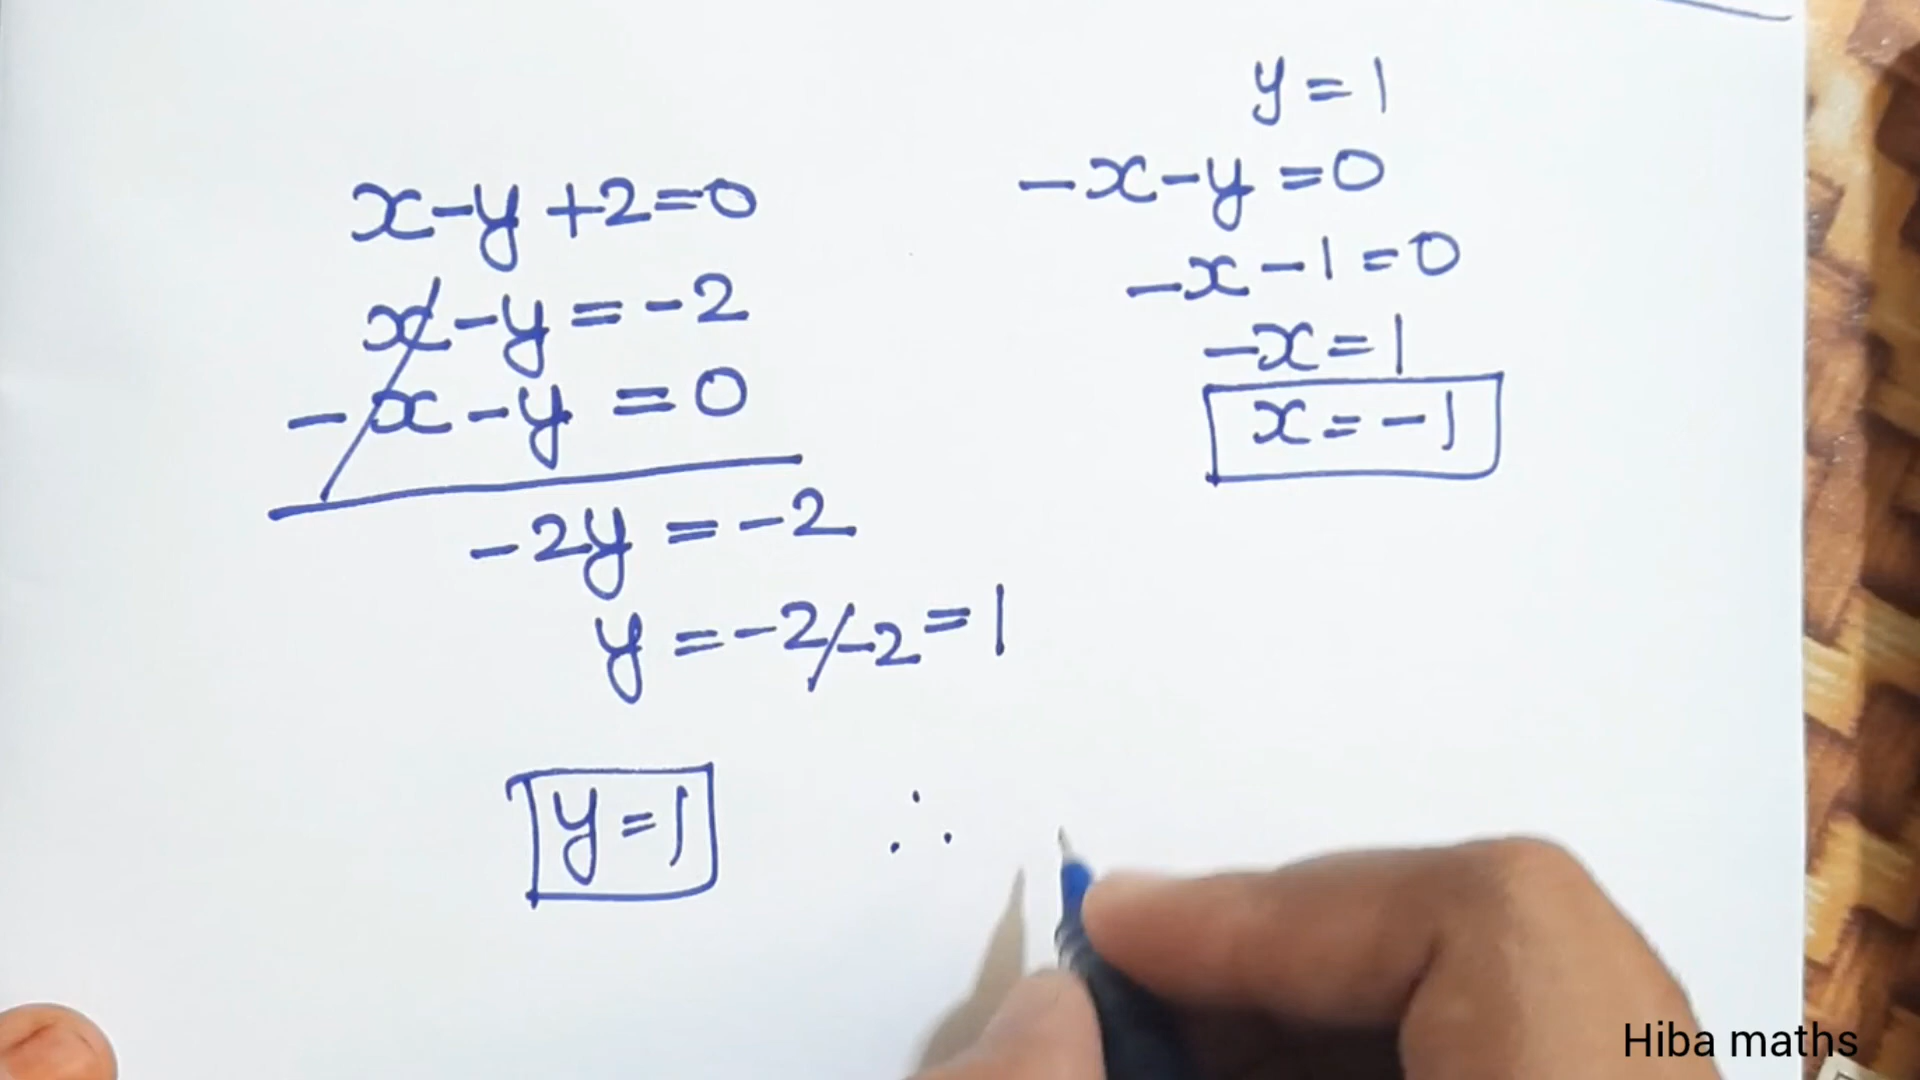 x-y+2=0
x-y=-2
-x-y=0
-2y=-2
y=-2/-2=1
y=1
y=1
-x-y=0
-x-1=0
-x=1
x=-1
∴
Hiba maths